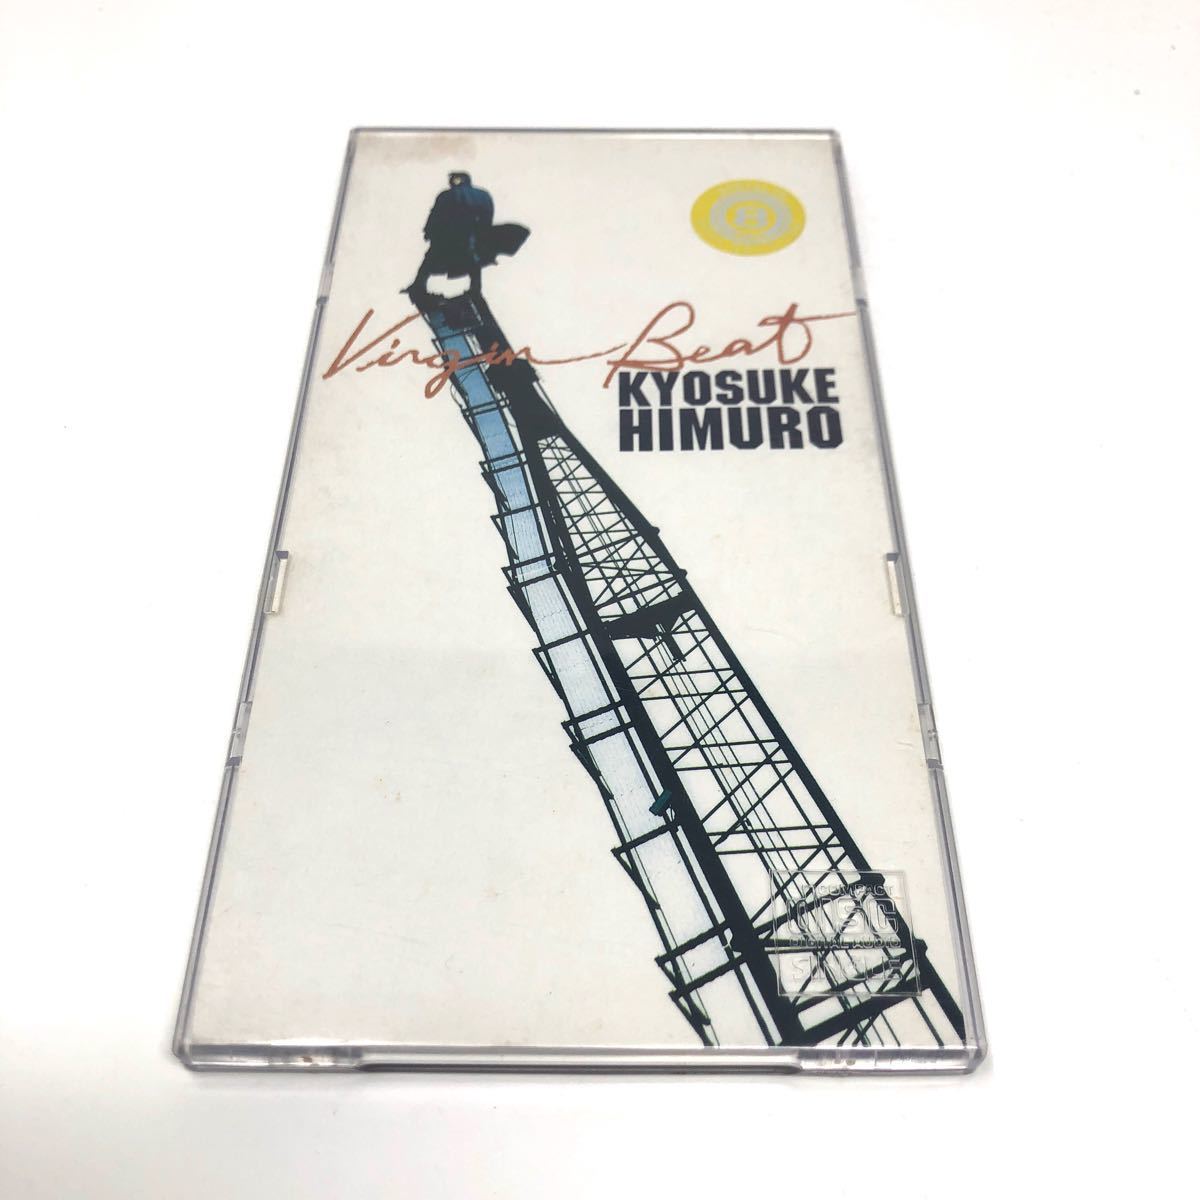 Virgin Beat
KYOSUKE
HIMURO
COMPACT
DISC
DIGITAL AUDIO
SINGLE